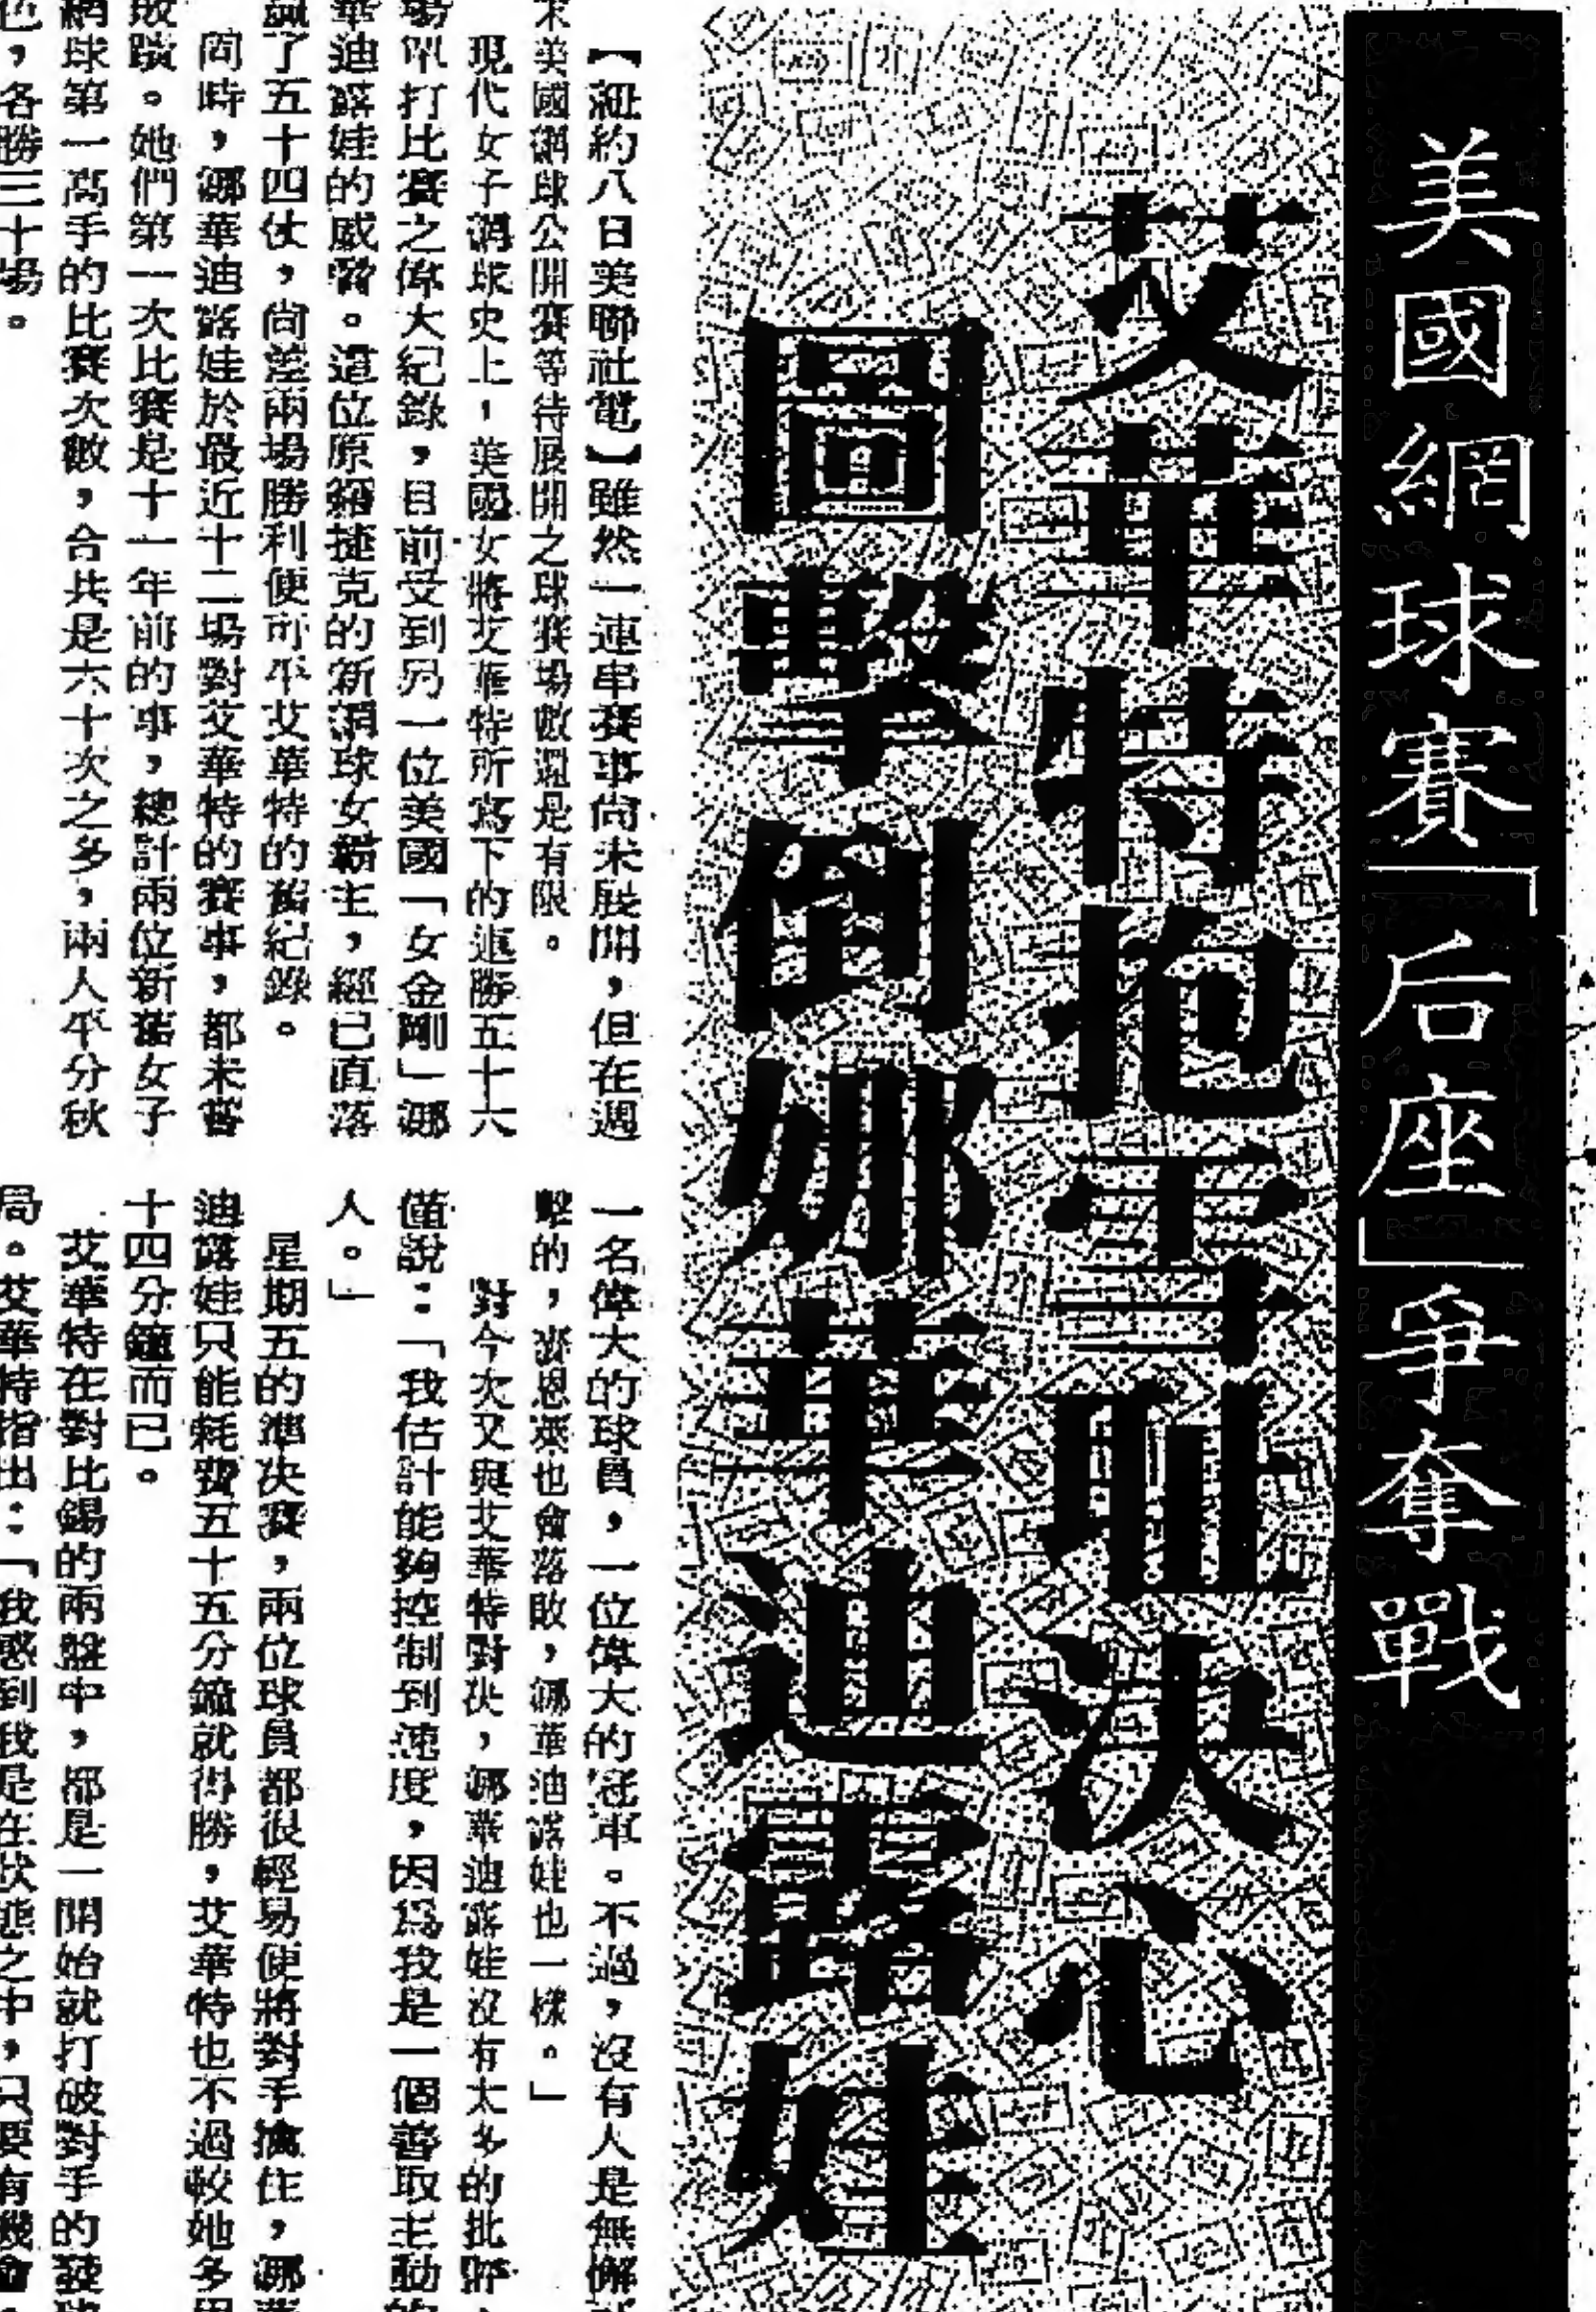 美國網球賽「后座」爭奪戰
艾華特抱雪耻決心
圖擊倒娜華迪露娃
【紐約八日美聯社電】雖然一連串賽事尚未展開，但在週
末美國網球公開賽等待展開之球賽場數還是有限。
現代女子網球史上，美國女將艾華特所寫下的連勝五十六
場單打比賽之偉大紀錄，目前受到另一位美國「女金剛」娜
華迪露娃的威脅。這位原籍捷克的新網球女霸主，經已直落
贏了五十四仗，尚差兩場勝利便可平艾華特的舊紀錄。
同時，娜華迪露娃於最近十二場對艾華特的賽事，都未嘗
敗蹟。她們第一次比賽是十一年前的事，總計兩位新舊女子
網球第一高手的比賽次數，合共是六十次之多，兩人平分秋
色，各勝三十場。
一名偉大的球員，一位偉大的冠軍。不過，沒有人是無懈可
擊的，麥恩萊也會落敗，娜華迪露娃也一樣。」
對今次又與艾華特對決，娜華迪露娃沒有太多的批評，
僅說：「我估計能夠控制到速度，因為我是一個善取主動的
人。」
星期五的準決賽，兩位球員都很輕易便將對手擒住，娜華
迪露娃只能耗費五十五分鐘就得勝，艾華特也不過較她多用
十四分鐘而已。
艾華特在對比錫的兩盤中，都是一開始就打破對手的發球
局。艾華特指出：「我感到我是在狀態之中，只要有機會，